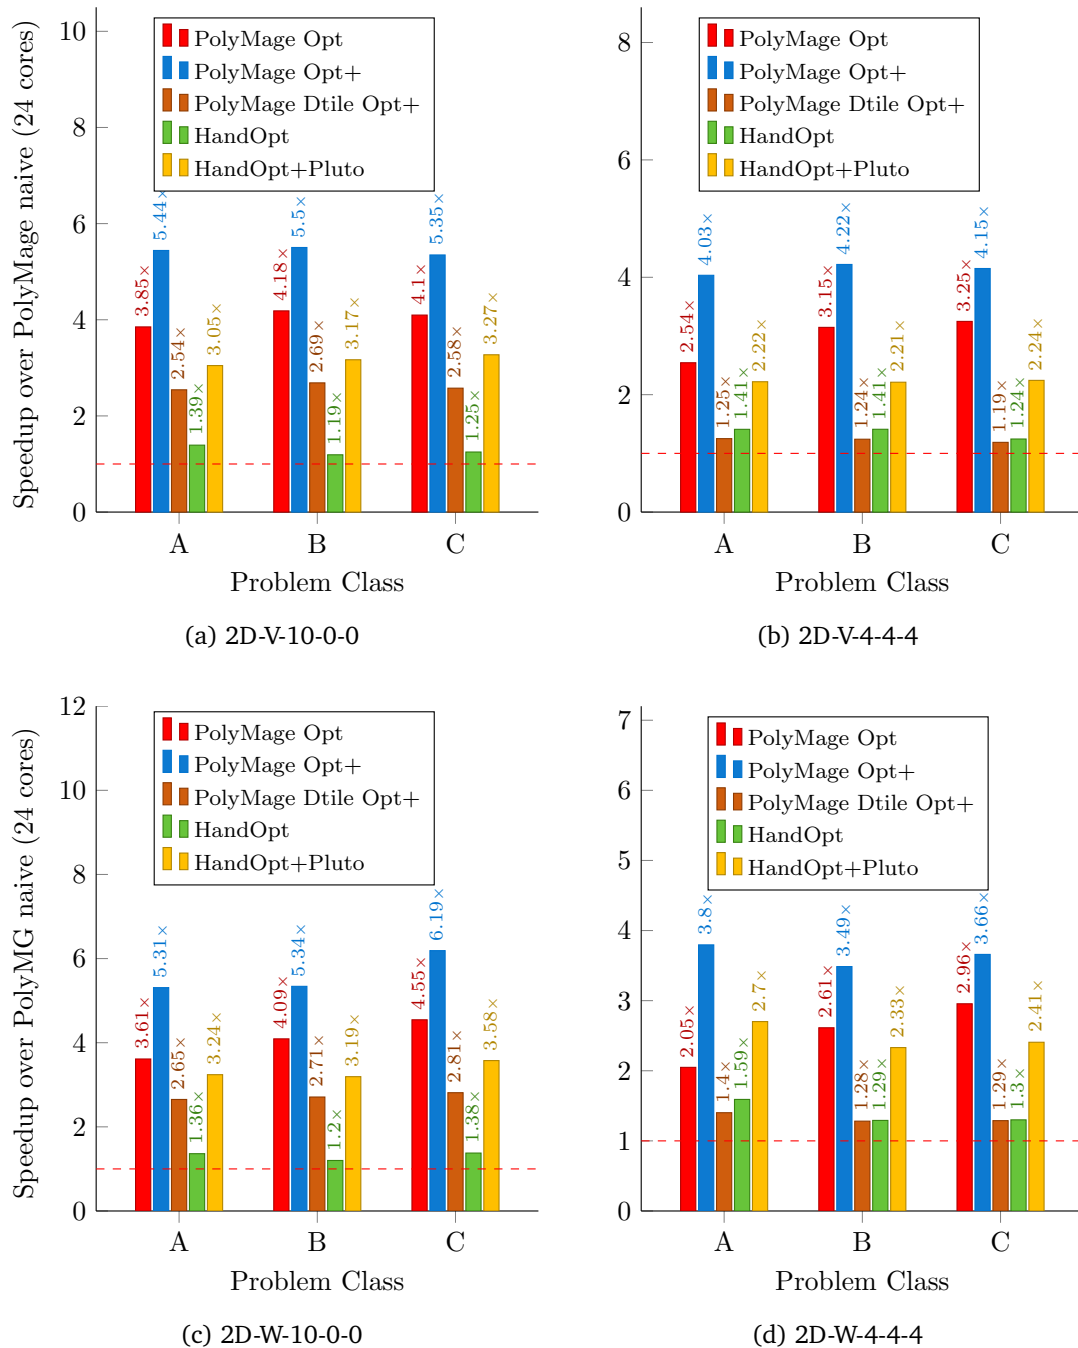 Speedup over PolyMage naive (24 cores)
10
8
6
4
2
0
PolyMage Opt
PolyMage Opt+
PolyMage Dtile Opt+
HandOpt
HandOpt+Pluto
3.85×
5.44×
2.54×
1.39×
3.05×
4.18×
5.5×
2.69×
1.19×
3.17×
4.1×
5.35×
2.58×
1.25×
3.27×
A B C
Problem Class
(a) 2D-V-10-0-0
8
6
4
2
0
PolyMage Opt
PolyMage Opt+
PolyMage Dtile Opt+
HandOpt
HandOpt+Pluto
2.54×
4.03×
1.25×
1.41×
2.22×
3.15×
4.22×
1.24×
1.41×
2.21×
3.25×
4.15×
1.19×
1.24×
2.24×
A B C
Problem Class
(b) 2D-V-4-4-4
Speedup over PolyMG naive (24 cores)
12
10
8
6
4
2
0
PolyMage Opt
PolyMage Opt+
PolyMage Dtile Opt+
HandOpt
HandOpt+Pluto
3.61×
5.31×
2.65×
1.36×
3.24×
4.09×
5.34×
2.71×
1.2×
3.19×
4.55×
6.19×
2.81×
1.38×
3.58×
A B C
Problem Class
(c) 2D-W-10-0-0
7
6
5
4
3
2
1
0
PolyMage Opt
PolyMage Opt+
PolyMage Dtile Opt+
HandOpt
HandOpt+Pluto
2.05×
3.8×
1.4×
1.59×
2.7×
2.61×
3.49×
1.28×
1.29×
2.33×
2.96×
3.66×
1.29×
1.3×
2.41×
A B C
Problem Class
(d) 2D-W-4-4-4